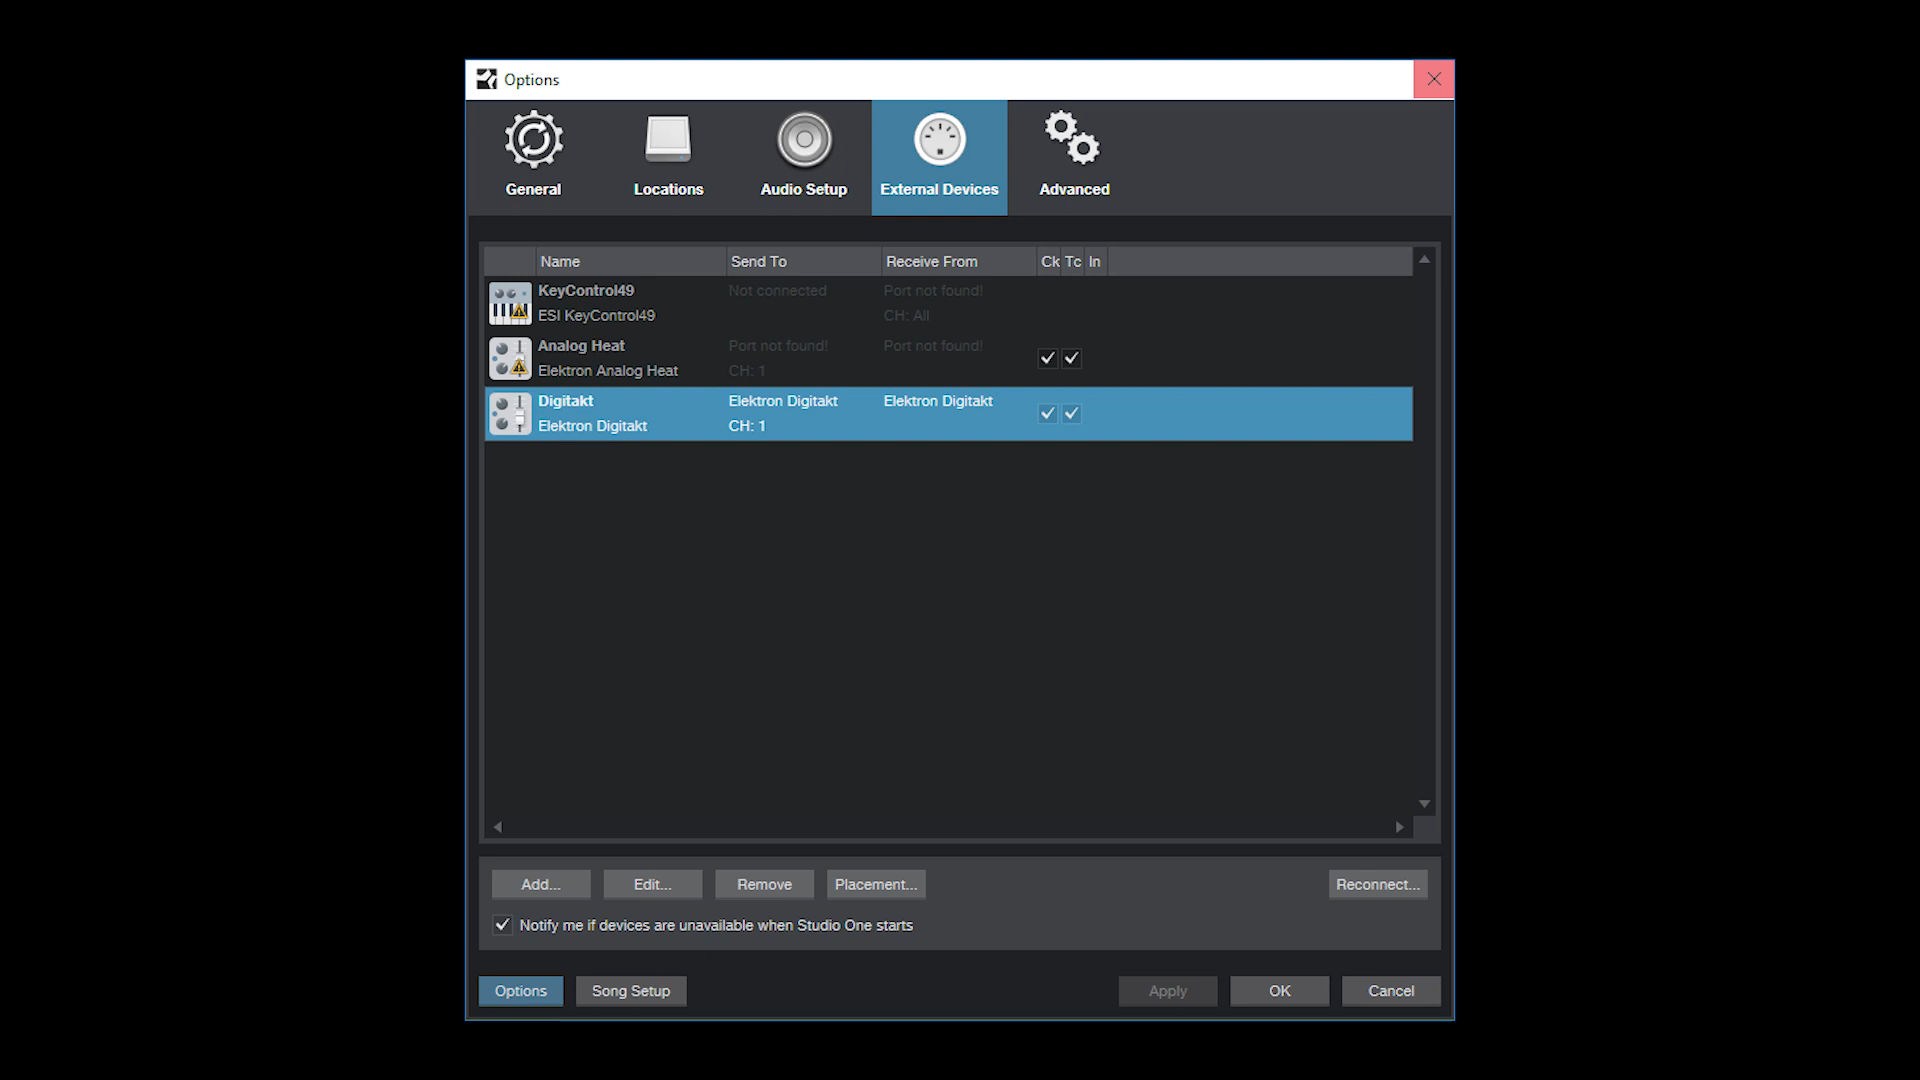 Options
General Locations Audio Setup External Devices Advanced
Name Send To Receive From Ck Tc In
KeyControl49 Not connected Port not found!
ESI KeyControl49 CH: All
Analog Heat Port not found! Port not found!
Elektron Analog Heat CH: 1
Digitakt Elektron Digitakt Elektron Digitakt
Elektron Digitakt CH: 1
Add... Edit... Remove Placement... Reconnect...
Notify me if devices are unavailable when Studio One starts
Options Song Setup Apply OK Cancel